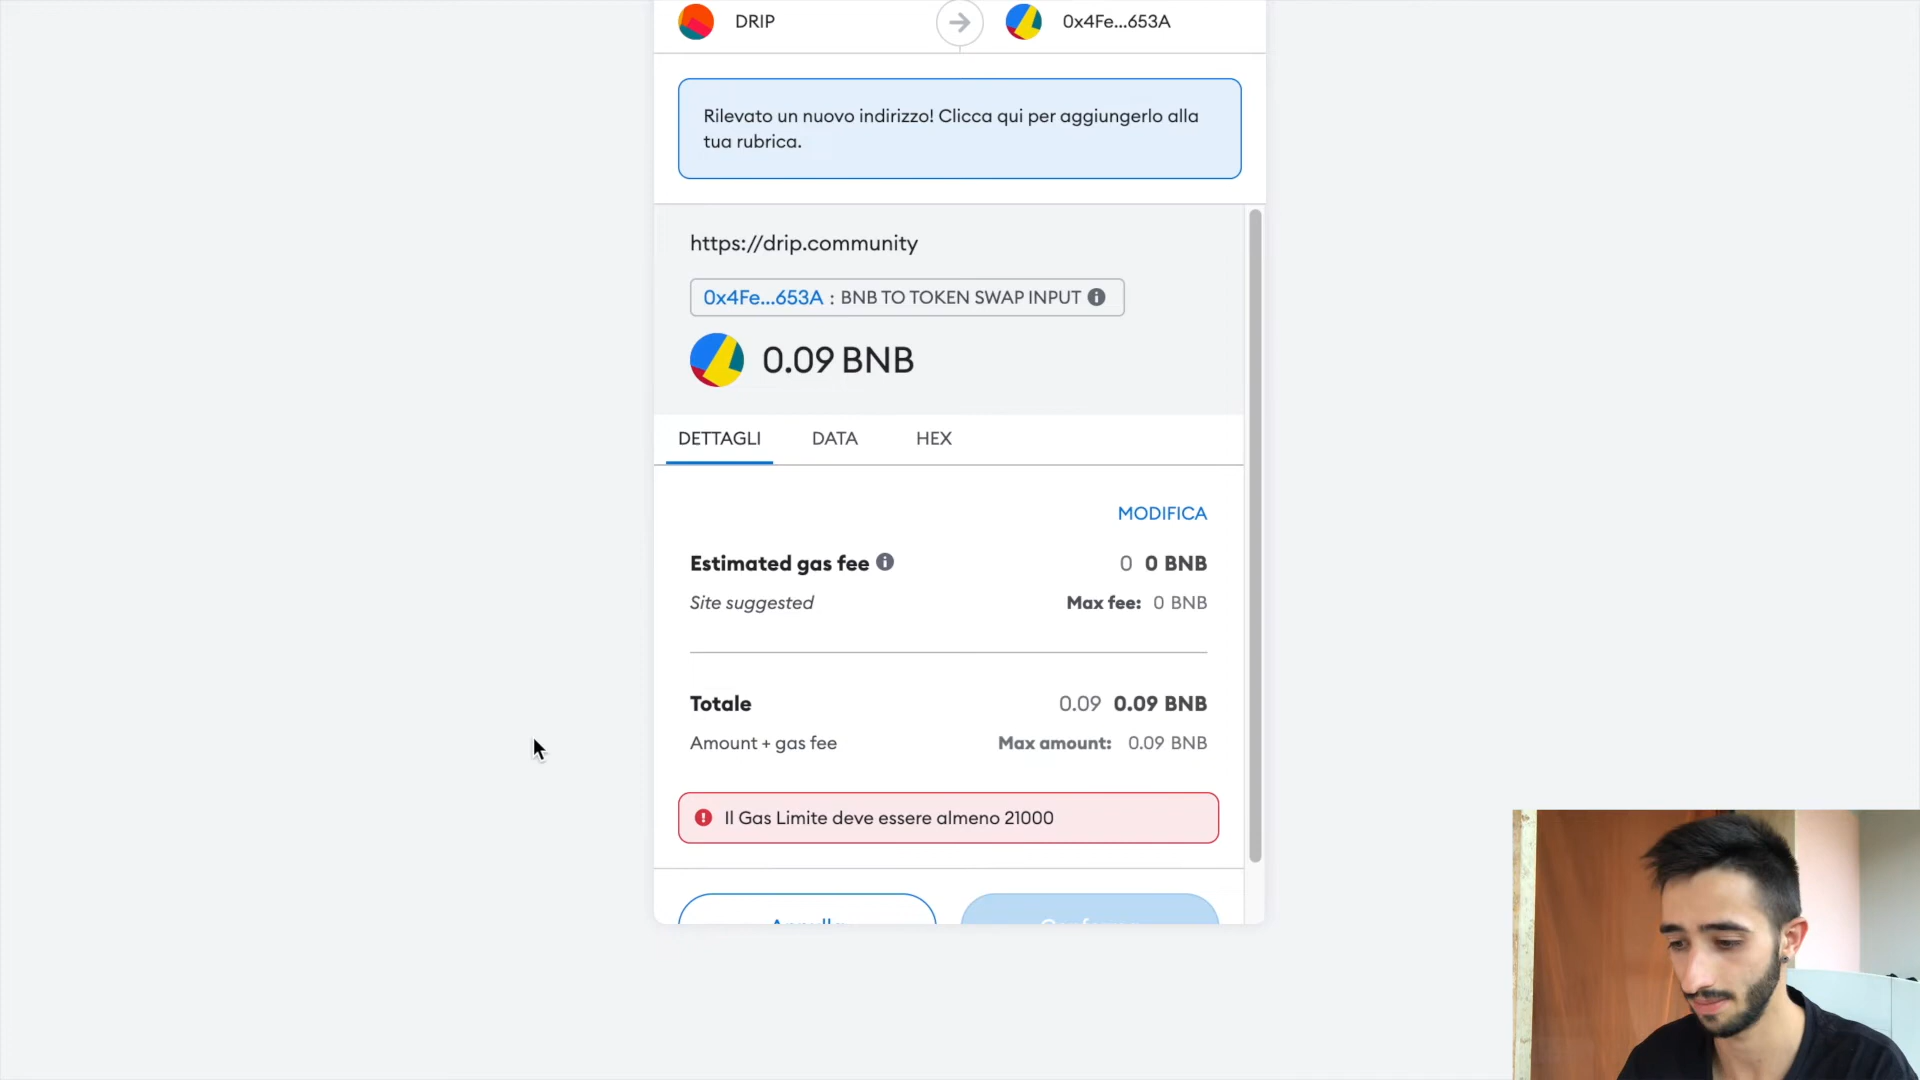 DRIP
0x4Fe...653A
Rilevato un nuovo indirizzo! Clicca qui per aggiungerlo alla
tua rubrica.
https://drip.community
0x4Fe...653A : BNB TO TOKEN SWAP INPUT
0.09 BNB
DETTAGLI DATA HEX
MODIFICA
Estimated gas fee 0 0 BNB
Site suggested Max fee: 0 BNB
Totale 0.09 0.09 BNB
Amount + gas fee Max amount: 0.09 BNB
Il Gas Limite deve essere almeno 21000